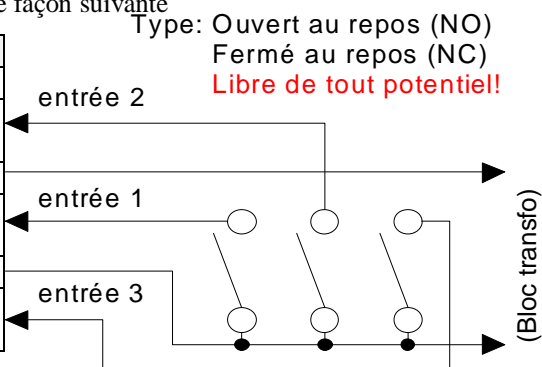 e façon suivante
Type: Ouvert au repos (NO)
Fermé au repos (NC)
Libre de tout potentiel!
entrée 2
entrée 1
entrée 3
(Bloc transfo)